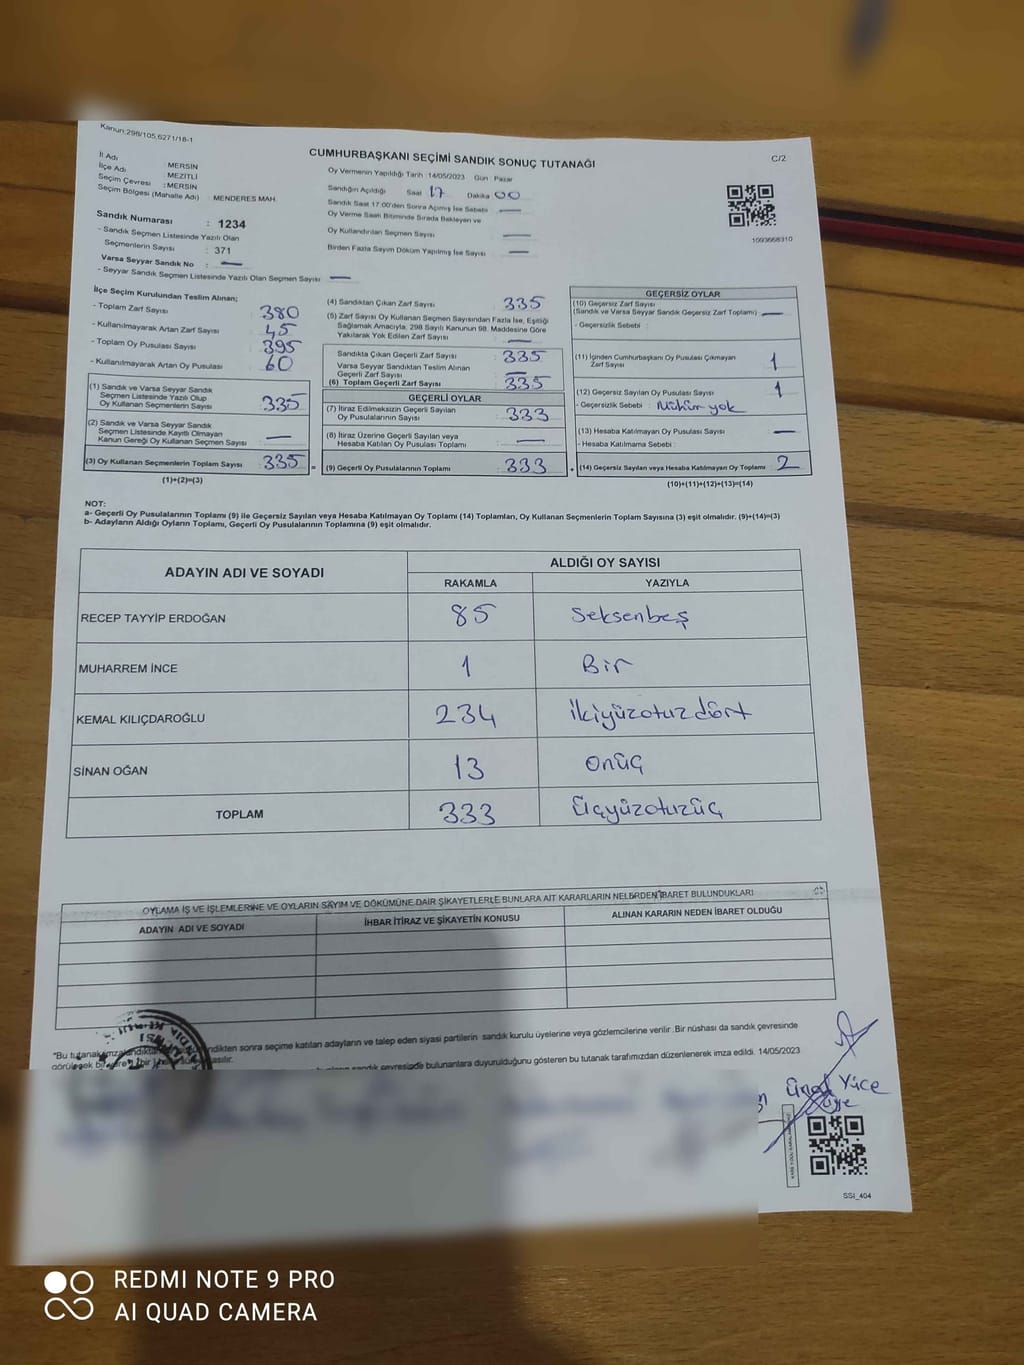 Kanun:298/105,6271/18-1
CUMHURBAŞKANI SEÇİMİ SANDIK SONUÇ TUTANAĞI
C/2
İl Adı : MERSİN
İlçe Adı : MEZİTLİ
Seçim Çevresi : MERSİN
Seçim Bölgesi (Mahalle Adı) MENDERES MAH.
Sandık Numarası : 1234
- Sandık Seçmen Listesinde Yazılı Olan
Seçmenlerin Sayısı : 371
Varsa Seyyar Sandık No : —
- Seyyar Sandık Seçmen Listesinde Yazılı Olan Seçmen Sayısı —
Oy Vermenin Yapıldığı Tarih :14/05/2023 Gün : Pazar
Sandığın Açıldığı Saat 17 Dakika 00
Sandık Saat 17:00'den Sonra Açılmış İse Sebebi —
Oy Verme Saati Bitiminde Sırada Bekleyen ve
Oy Kullandırılan Seçmen Sayısı —
Birden Fazla Sayım Döküm Yapılmış İse Sayısı —
1093668310
İlçe Seçim Kurulundan Teslim Alınan;
- Toplam Zarf Sayısı 380
- Kullanılmayarak Artan Zarf Sayısı 45
- Toplam Oy Pusulası Sayısı 395
- Kullanılmayarak Artan Oy Pusulası 60
(1) Sandık ve Varsa Seyyar Sandık
Seçmen Listesinde Yazılı Olup
Oy Kullanan Seçmenlerin Sayısı 335
(2) Sandık ve Varsa Seyyar Sandık
Seçmen Listesinde Kayıtlı Olmayan
Kanun Gereği Oy Kullanan Seçmen Sayısı —
(3) Oy Kullanan Seçmenlerin Toplam Sayısı 335
(1)+(2)=(3)
(4) Sandıktan Çıkan Zarf Sayısı 335
(5) Zarf Sayısı Oy Kullanan Seçmen Sayısından Fazla İse, Eşitliği
Sağlamak Amacıyla, 298 Sayılı Kanunun 98. Maddesine Göre
Yakılarak Yok Edilen Zarf Sayısı —
Sandıkta Çıkan Geçerli Zarf Sayısı 335
Varsa Seyyar Sandıktan Teslim Alınan
Geçerli Zarf Sayısı —
(6) Toplam Geçerli Zarf Sayısı 335
GEÇERLİ OYLAR
(7) İtiraz Edilmeksizin Geçerli Sayılan
Oy Pusulalarının Sayısı 333
(8) İtiraz Üzerine Geçerli Sayılan veya
Hesaba Katılan Oy Pusulası Toplamı —
= (9) Geçerli Oy Pusulalarının Toplamı 333
GEÇERSİZ OYLAR
(10) Geçersiz Zarf Sayısı
(Sandık ve Varsa Seyyar Sandık Geçersiz Zarf Toplamı) —
- Geçersizlik Sebebi :
(11) İçinden Cumhurbaşkanı Oy Pusulası Çıkmayan
Zarf Sayısı 1
(12) Geçersiz Sayılan Oy Pusulası Sayısı 1
- Geçersizlik Sebebi : Mühür yok
(13) Hesaba Katılmayan Oy Pusulası Sayısı —
- Hesaba Katılmama Sebebi :
+ (14) Geçersiz Sayılan veya Hesaba Katılmayan Oy Toplamı 2
(10)+(11)+(12)+(13)=(14)
NOT:
a- Geçerli Oy Pusulalarının Toplamı (9) ile Geçersiz Sayılan veya Hesaba Katılmayan Oy Toplamı (14) Toplamları, Oy Kullanan Seçmenlerin Toplam Sayısına (3) eşit olmalıdır. (9)+(14)=(3)
b- Adayların Aldığı Oyların Toplamı, Geçerli Oy Pusulalarının Toplamına (9) eşit olmalıdır.
ADAYIN ADI VE SOYADI
ALDIĞI OY SAYISI
RAKAMLA YAZIYLA
RECEP TAYYİP ERDOĞAN 85 Seksenbeş
MUHARREM İNCE 1 Bir
KEMAL KILIÇDAROĞLU 234 İkiyüzotuzdört
SİNAN OĞAN 13 Onüç
TOPLAM 333 Üçyüzotuzüç
OYLAMA İŞ VE İŞLEMLERİNE VE OYLARIN SAYIM VE DÖKÜMÜNE DAİR ŞİKAYETLERLE BUNLARA AİT KARARLARIN NELERDEN İBARET BULUNDUKLARI
ADAYIN ADI VE SOYADI İHBAR İTİRAZ VE ŞİKAYETİN KONUSU ALINAN KARARIN NEDEN İBARET OLDUĞU
"Bu tutanak imzalandıktan sonra seçime katılan adayların ve talep eden siyasi partilerin sandık kurulu üyelerine veya gözlemcilerine verilir. Bir nüshası da sandık çevresinde
görülecek bir yere
sandık çevresinde bulunanlara duyurulduğunu gösteren bu tutanak tarafımızdan düzenlenerek imza edildi. 14/05/2023
Yüce
üye
SSİ_404
REDMI NOTE 9 PRO
AI QUAD CAMERA